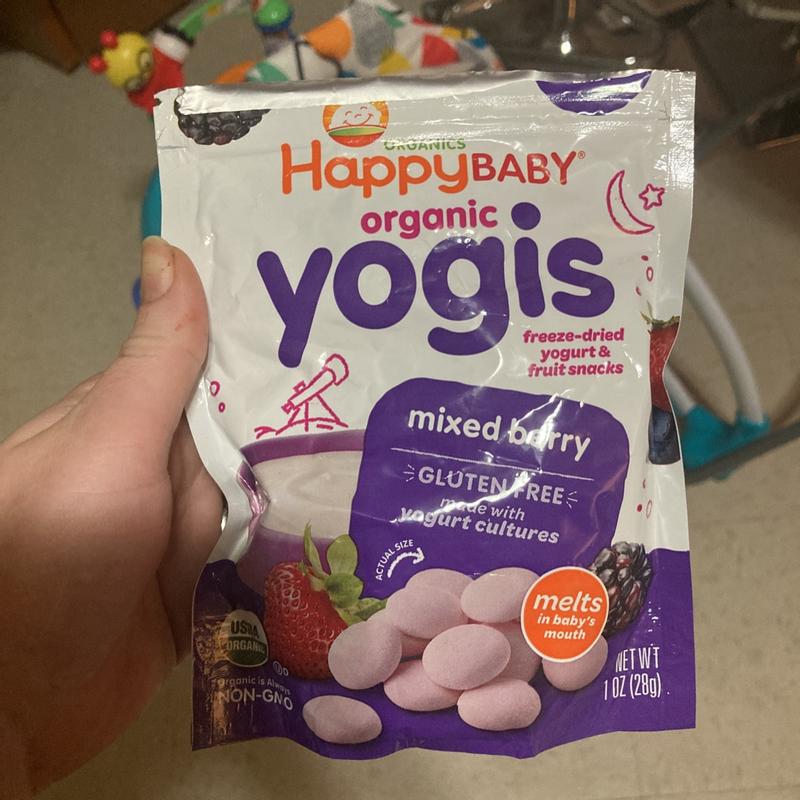 ORGANICS
HappyBABY®
organic
yogis
freeze-dried
yogurt &
fruit snacks
mixed berry
GLUTEN FREE
made with
yogurt cultures
ACTUAL SIZE
melts
in baby's
mouth
USDA
ORGANIC
Organic is Always
NON-GMO
NET WT
1 OZ (28g)